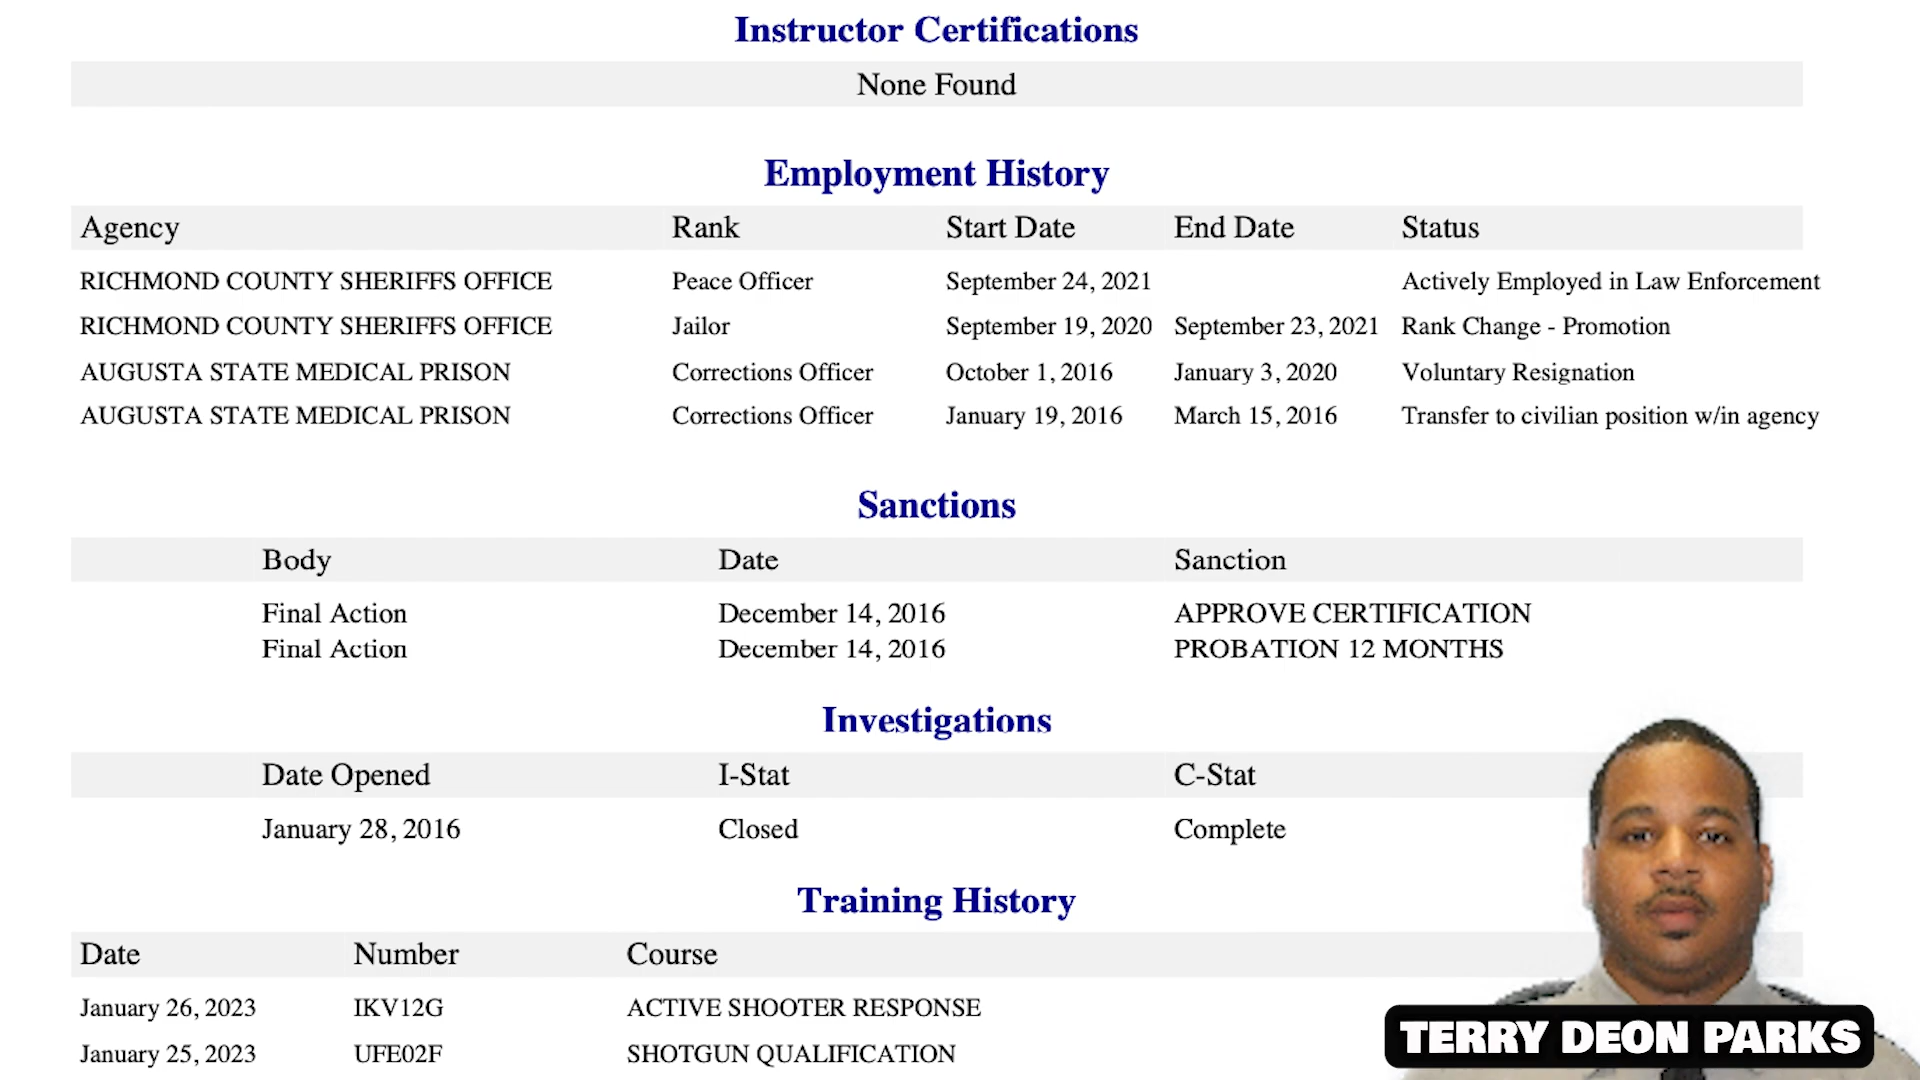 Instructor Certifications
None Found
Employment History
Agency Rank Start Date End Date Status
RICHMOND COUNTY SHERIFFS OFFICE Peace Officer September 24, 2021 Actively Employed in Law Enforcement
RICHMOND COUNTY SHERIFFS OFFICE Jailor September 19, 2020 September 23, 2021 Rank Change - Promotion
AUGUSTA STATE MEDICAL PRISON Corrections Officer October 1, 2016 January 3, 2020 Voluntary Resignation
AUGUSTA STATE MEDICAL PRISON Corrections Officer January 19, 2016 March 15, 2016 Transfer to civilian position w/in agency
Sanctions
Body Date Sanction
Final Action December 14, 2016 APPROVE CERTIFICATION
Final Action December 14, 2016 PROBATION 12 MONTHS
Investigations
Date Opened I-Stat C-Stat
January 28, 2016 Closed Complete
Training History
Date Number Course
January 26, 2023 IKV12G ACTIVE SHOOTER RESPONSE
January 25, 2023 UFE02F SHOTGUN QUALIFICATION
TERRY DEON PARKS